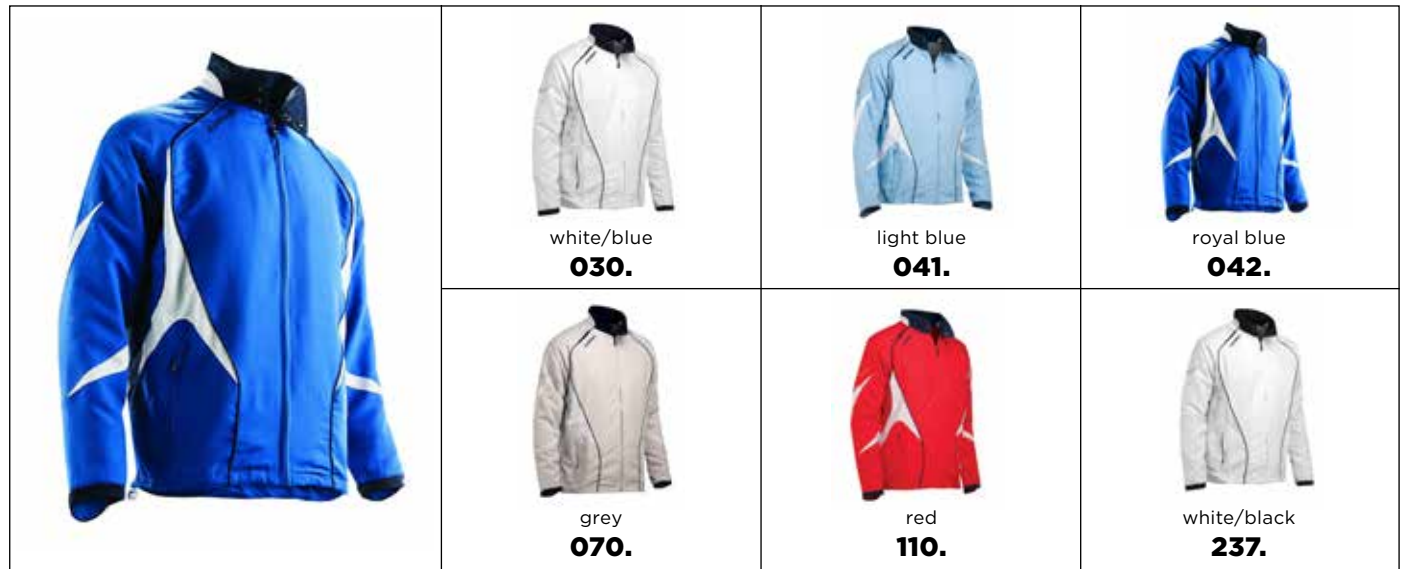 white/blue
030.
light blue
041.
royal blue
042.
grey
070.
red
110.
white/black
237.